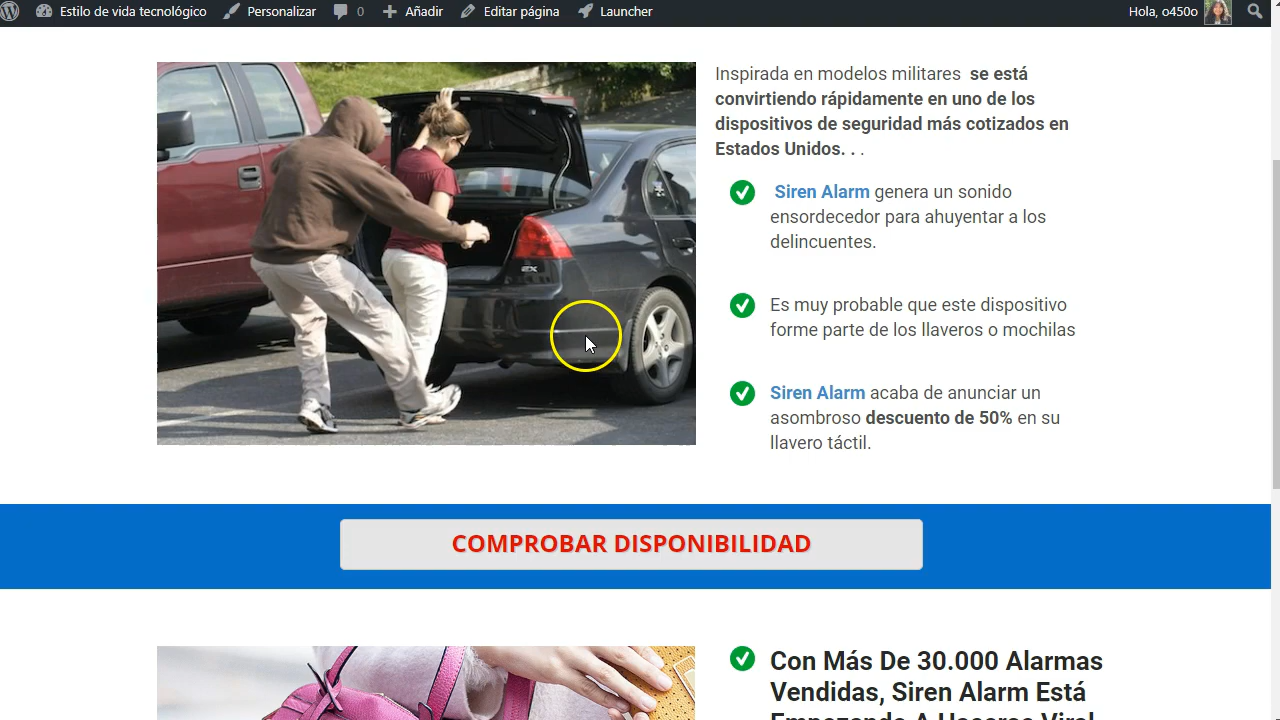 Estilo de vida tecnológico Personalizar 0 Añadir Editar página Launcher Hola, o450o
Inspirada en modelos militares se está
convirtiendo rápidamente en uno de los
dispositivos de seguridad más cotizados en
Estados Unidos. . .
Siren Alarm genera un sonido
ensordecedor para ahuyentar a los
delincuentes.
Es muy probable que este dispositivo
forme parte de los llaveros o mochilas
Siren Alarm acaba de anunciar un
asombroso descuento de 50% en su
llavero táctil.
EX
COMPROBAR DISPONIBILIDAD
Con Más De 30.000 Alarmas
Vendidas, Siren Alarm Está
Empezando A Hacerse Viral